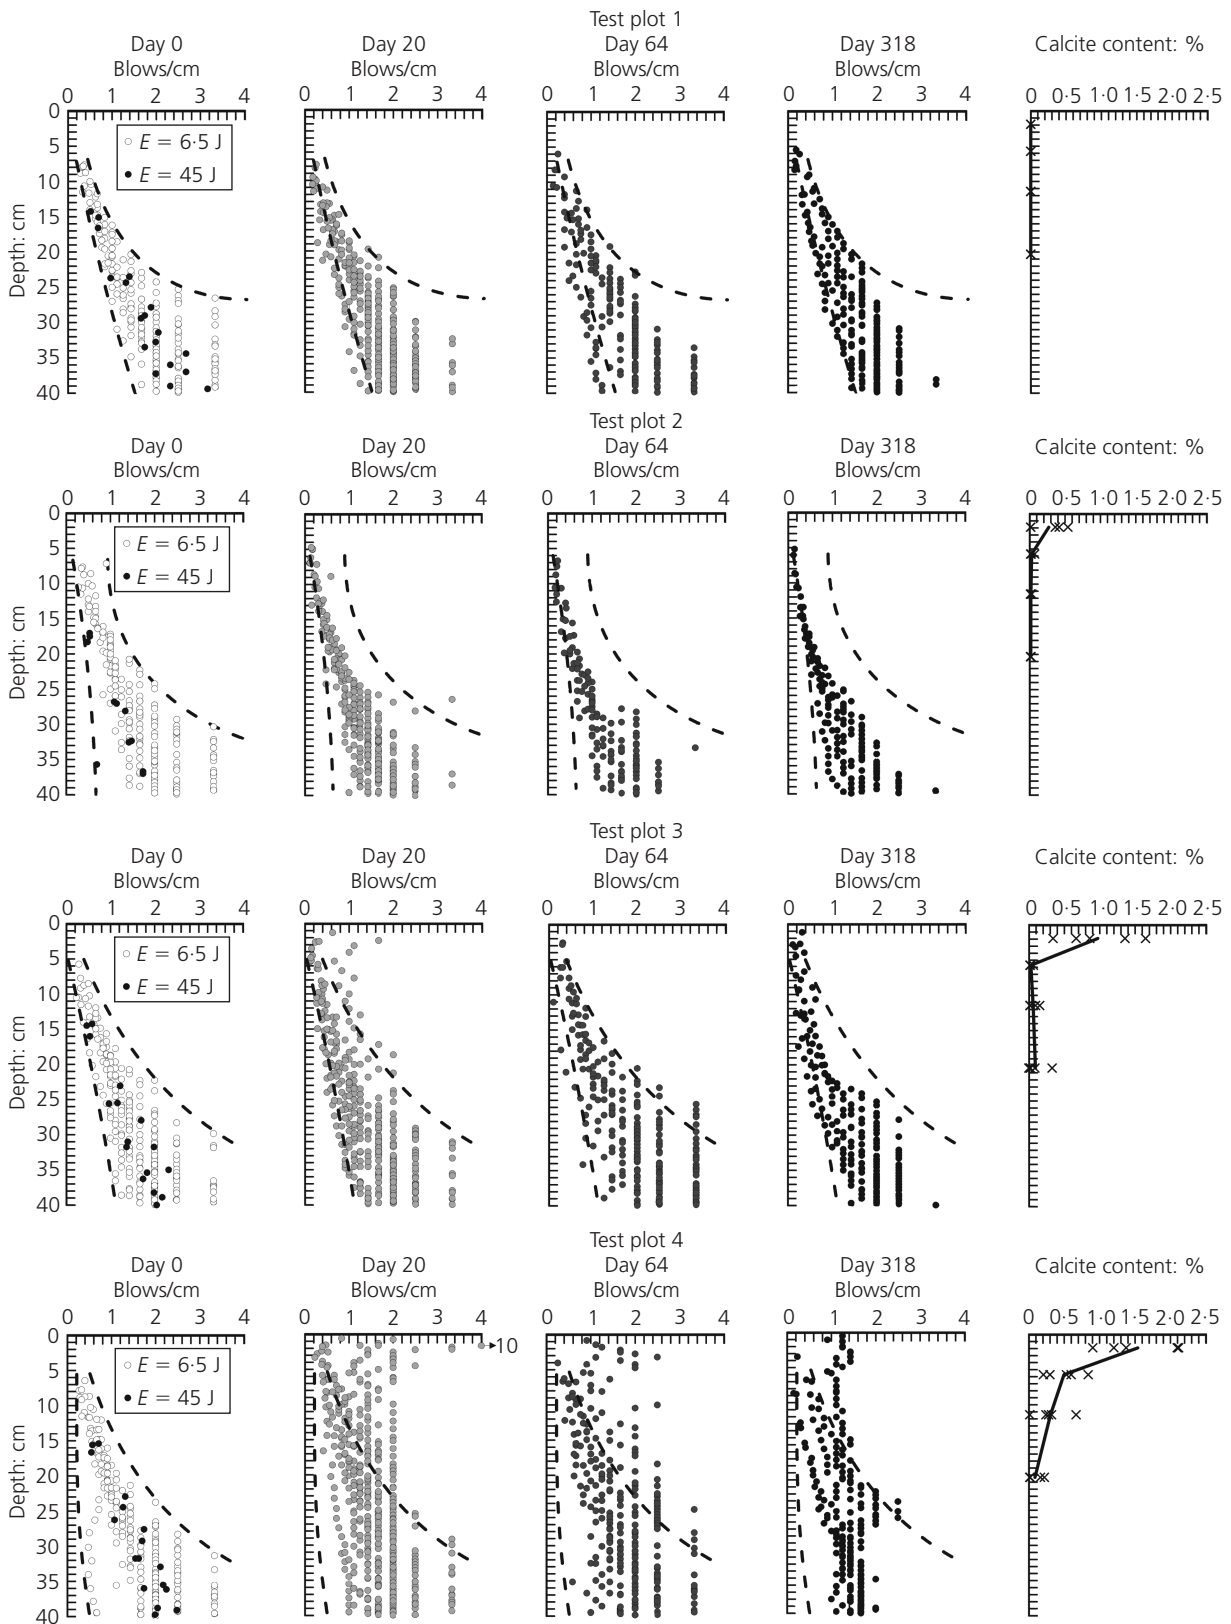 Test plot 1
Day 0 Day 20 Day 64 Day 318 Calcite content: %
Blows/cm Blows/cm Blows/cm Blows/cm
0 1 2 3 4 0 1 2 3 4 0 1 2 3 4 0 1 2 3 4 0 0·5 1·0 1·5 2·0 2·5
0
5
10
15
20
25
30
35
40
Depth: cm
E = 6·5 J
E = 45 J
Test plot 2
Day 0 Day 20 Day 64 Day 318 Calcite content: %
Blows/cm Blows/cm Blows/cm Blows/cm
0 1 2 3 4 0 1 2 3 4 0 1 2 3 4 0 1 2 3 4 0 0·5 1·0 1·5 2·0 2·5
0
5
10
15
20
25
30
35
40
Depth: cm
E = 6·5 J
E = 45 J
Test plot 3
Day 0 Day 20 Day 64 Day 318 Calcite content: %
Blows/cm Blows/cm Blows/cm Blows/cm
0 1 2 3 4 0 1 2 3 4 0 1 2 3 4 0 1 2 3 4 0 0·5 1·0 1·5 2·0 2·5
0
5
10
15
20
25
30
35
40
Depth: cm
E = 6·5 J
E = 45 J
Test plot 4
Day 0 Day 20 Day 64 Day 318 Calcite content: %
Blows/cm Blows/cm Blows/cm Blows/cm
0 1 2 3 4 0 1 2 3 4 0 1 2 3 4 0 1 2 3 4 0 0·5 1·0 1·5 2·0 2·5
10
0
5
10
15
20
25
30
35
40
Depth: cm
E = 6·5 J
E = 45 J